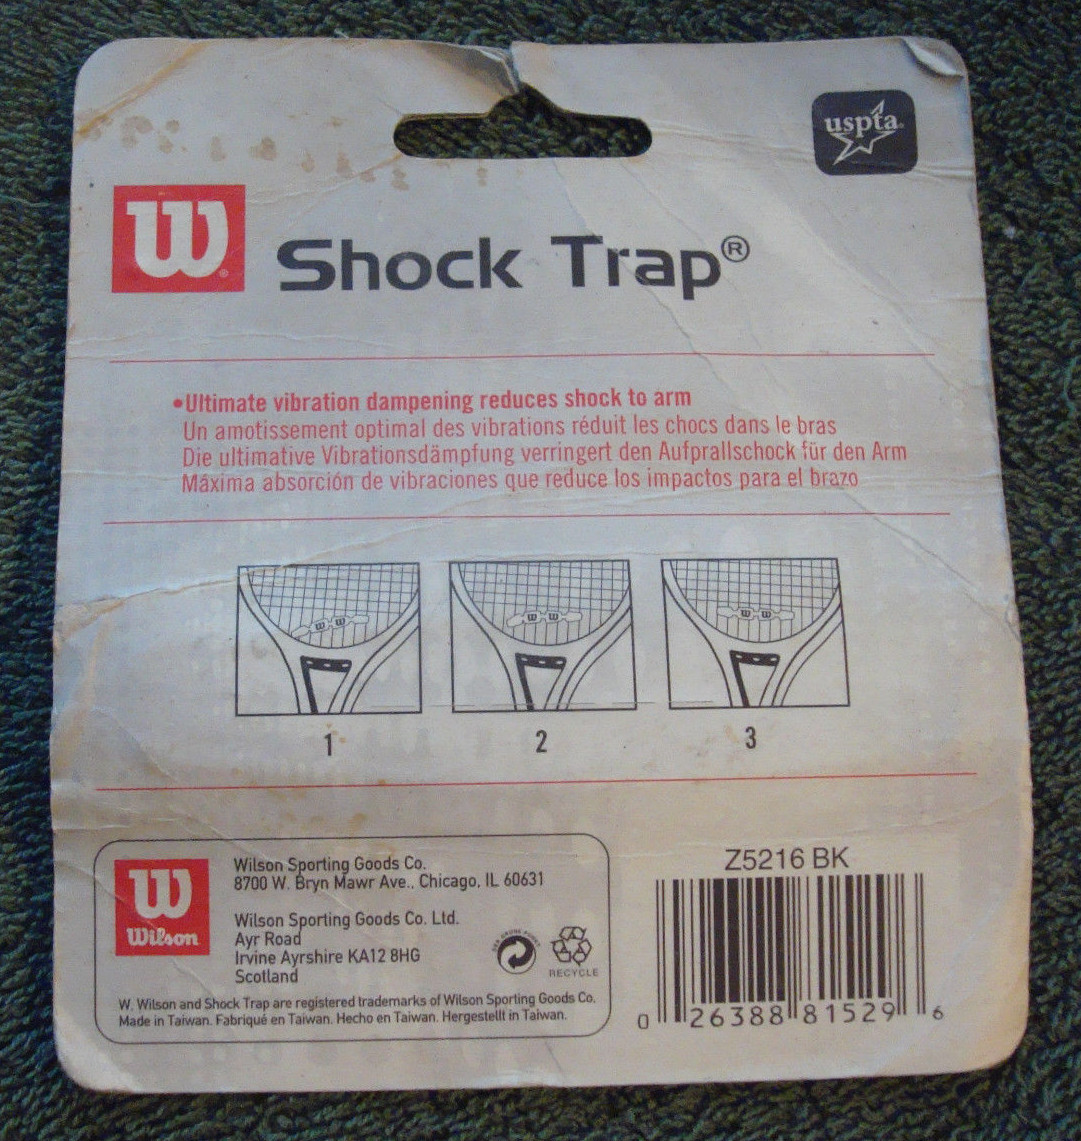 uspta
W
Shock Trap®
•Ultimate vibration dampening reduces shock to arm
Un amotissement optimal des vibrations réduit les chocs dans le bras
Die ultimative Vibrationsdämpfung verringert den Aufprallschock für den Arm
Máxima absorción de vibraciones que reduce los impactos para el brazo
W W
W W
W W
1
2
3
W
Wilson
Wilson Sporting Goods Co.
8700 W. Bryn Mawr Ave., Chicago, IL 60631
Wilson Sporting Goods Co. Ltd.
Ayr Road
Irvine Ayrshire KA12 8HG
Scotland
DER GRÜNE PUNKT
RECYCLE
W. Wilson and Shock Trap are registered trademarks of Wilson Sporting Goods Co.
Made in Taiwan. Fabriqué en Taiwan. Hecho en Taiwan. Hergestellt in Taiwan.
Z5216 BK
0 26388 81529 6